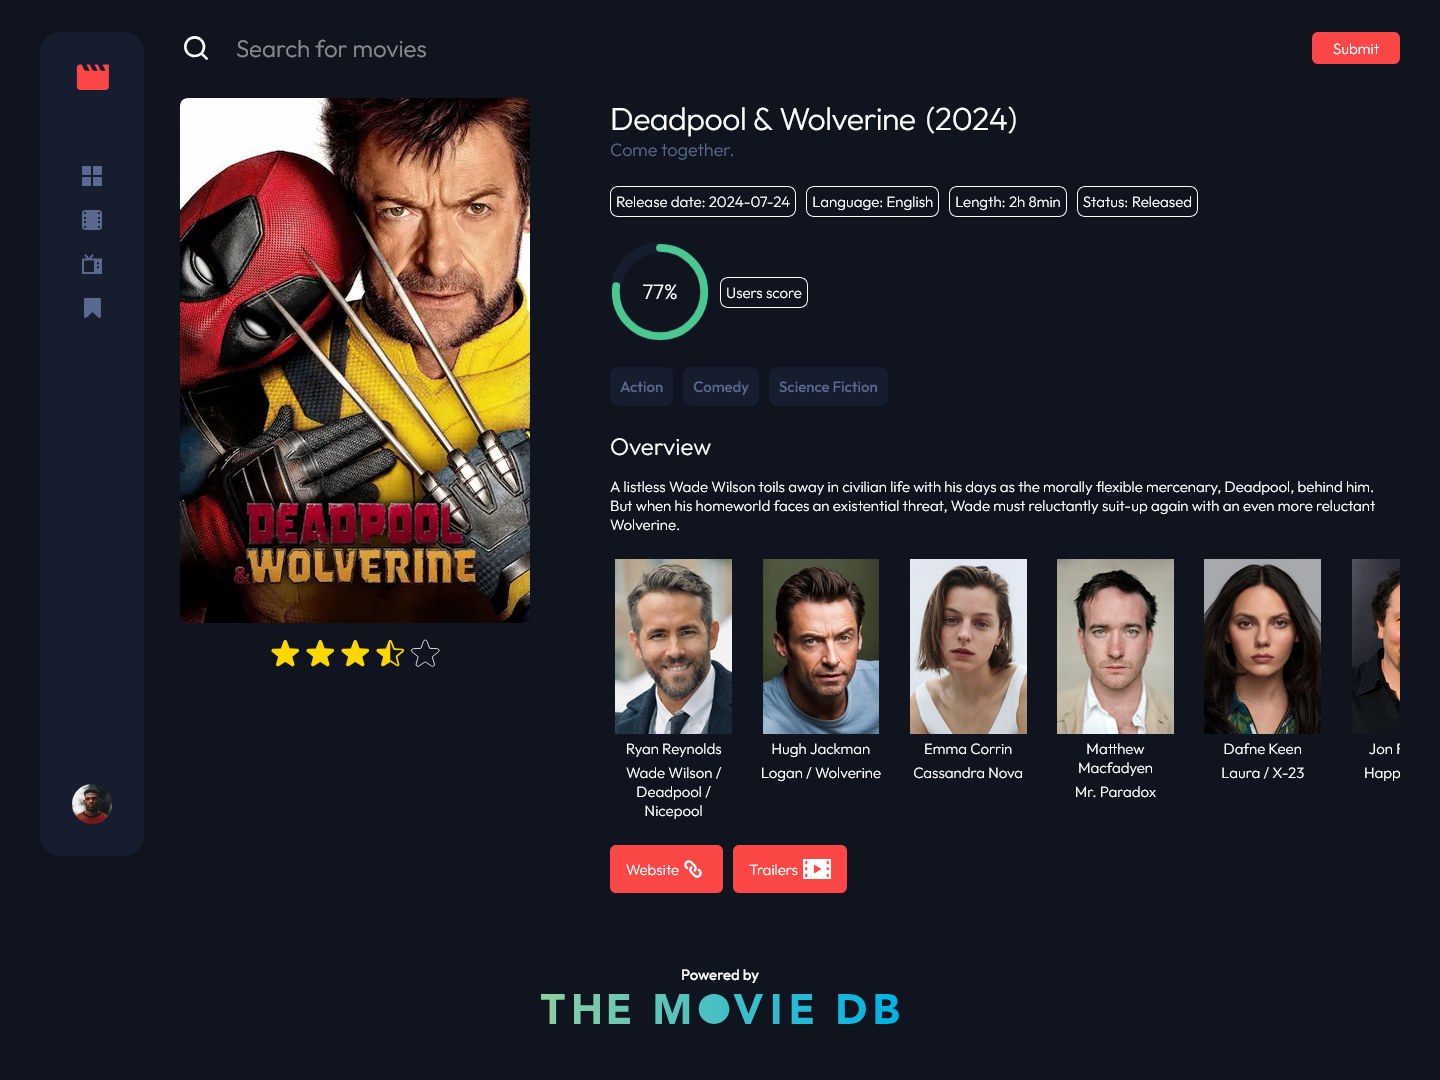 Search for movies
Submit
DEADPOOL
& WOLVERINE
Deadpool & Wolverine (2024)
Come together.
Release date: 2024-07-24
Language: English
Length: 2h 8min
Status: Released
77%
Users score
Action
Comedy
Science Fiction
Overview
A listless Wade Wilson toils away in civilian life with his days as the morally flexible mercenary, Deadpool, behind him.
But when his homeworld faces an existential threat, Wade must reluctantly suit-up again with an even more reluctant
Wolverine.
Ryan Reynolds
Wade Wilson /
Deadpool /
Nicepool
Hugh Jackman
Logan / Wolverine
Emma Corrin
Cassandra Nova
Matthew
Macfadyen
Mr. Paradox
Dafne Keen
Laura / X-23
Jon
Happ
Website
Trailers
Powered by
THE MOVIE DB